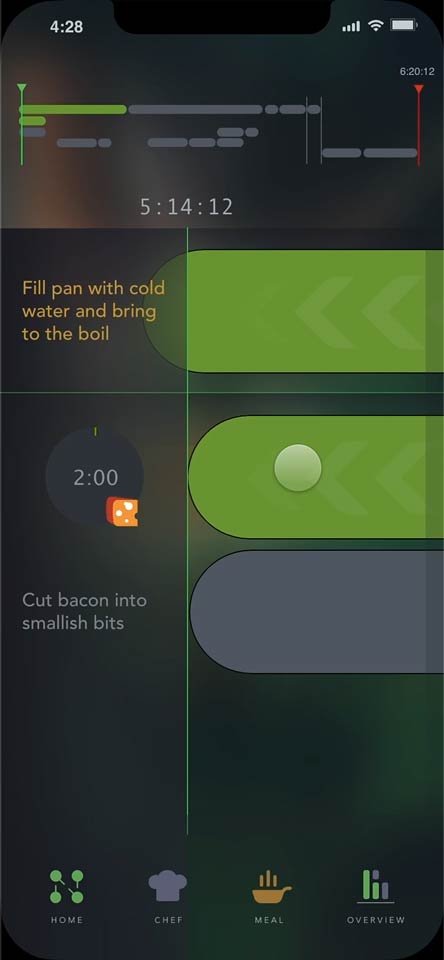 4:28
6:20:12
5:14:12
Fill pan with cold
water and bring
to the boil
2:00
Cut bacon into
smallish bits
HOME CHEF MEAL OVERVIEW